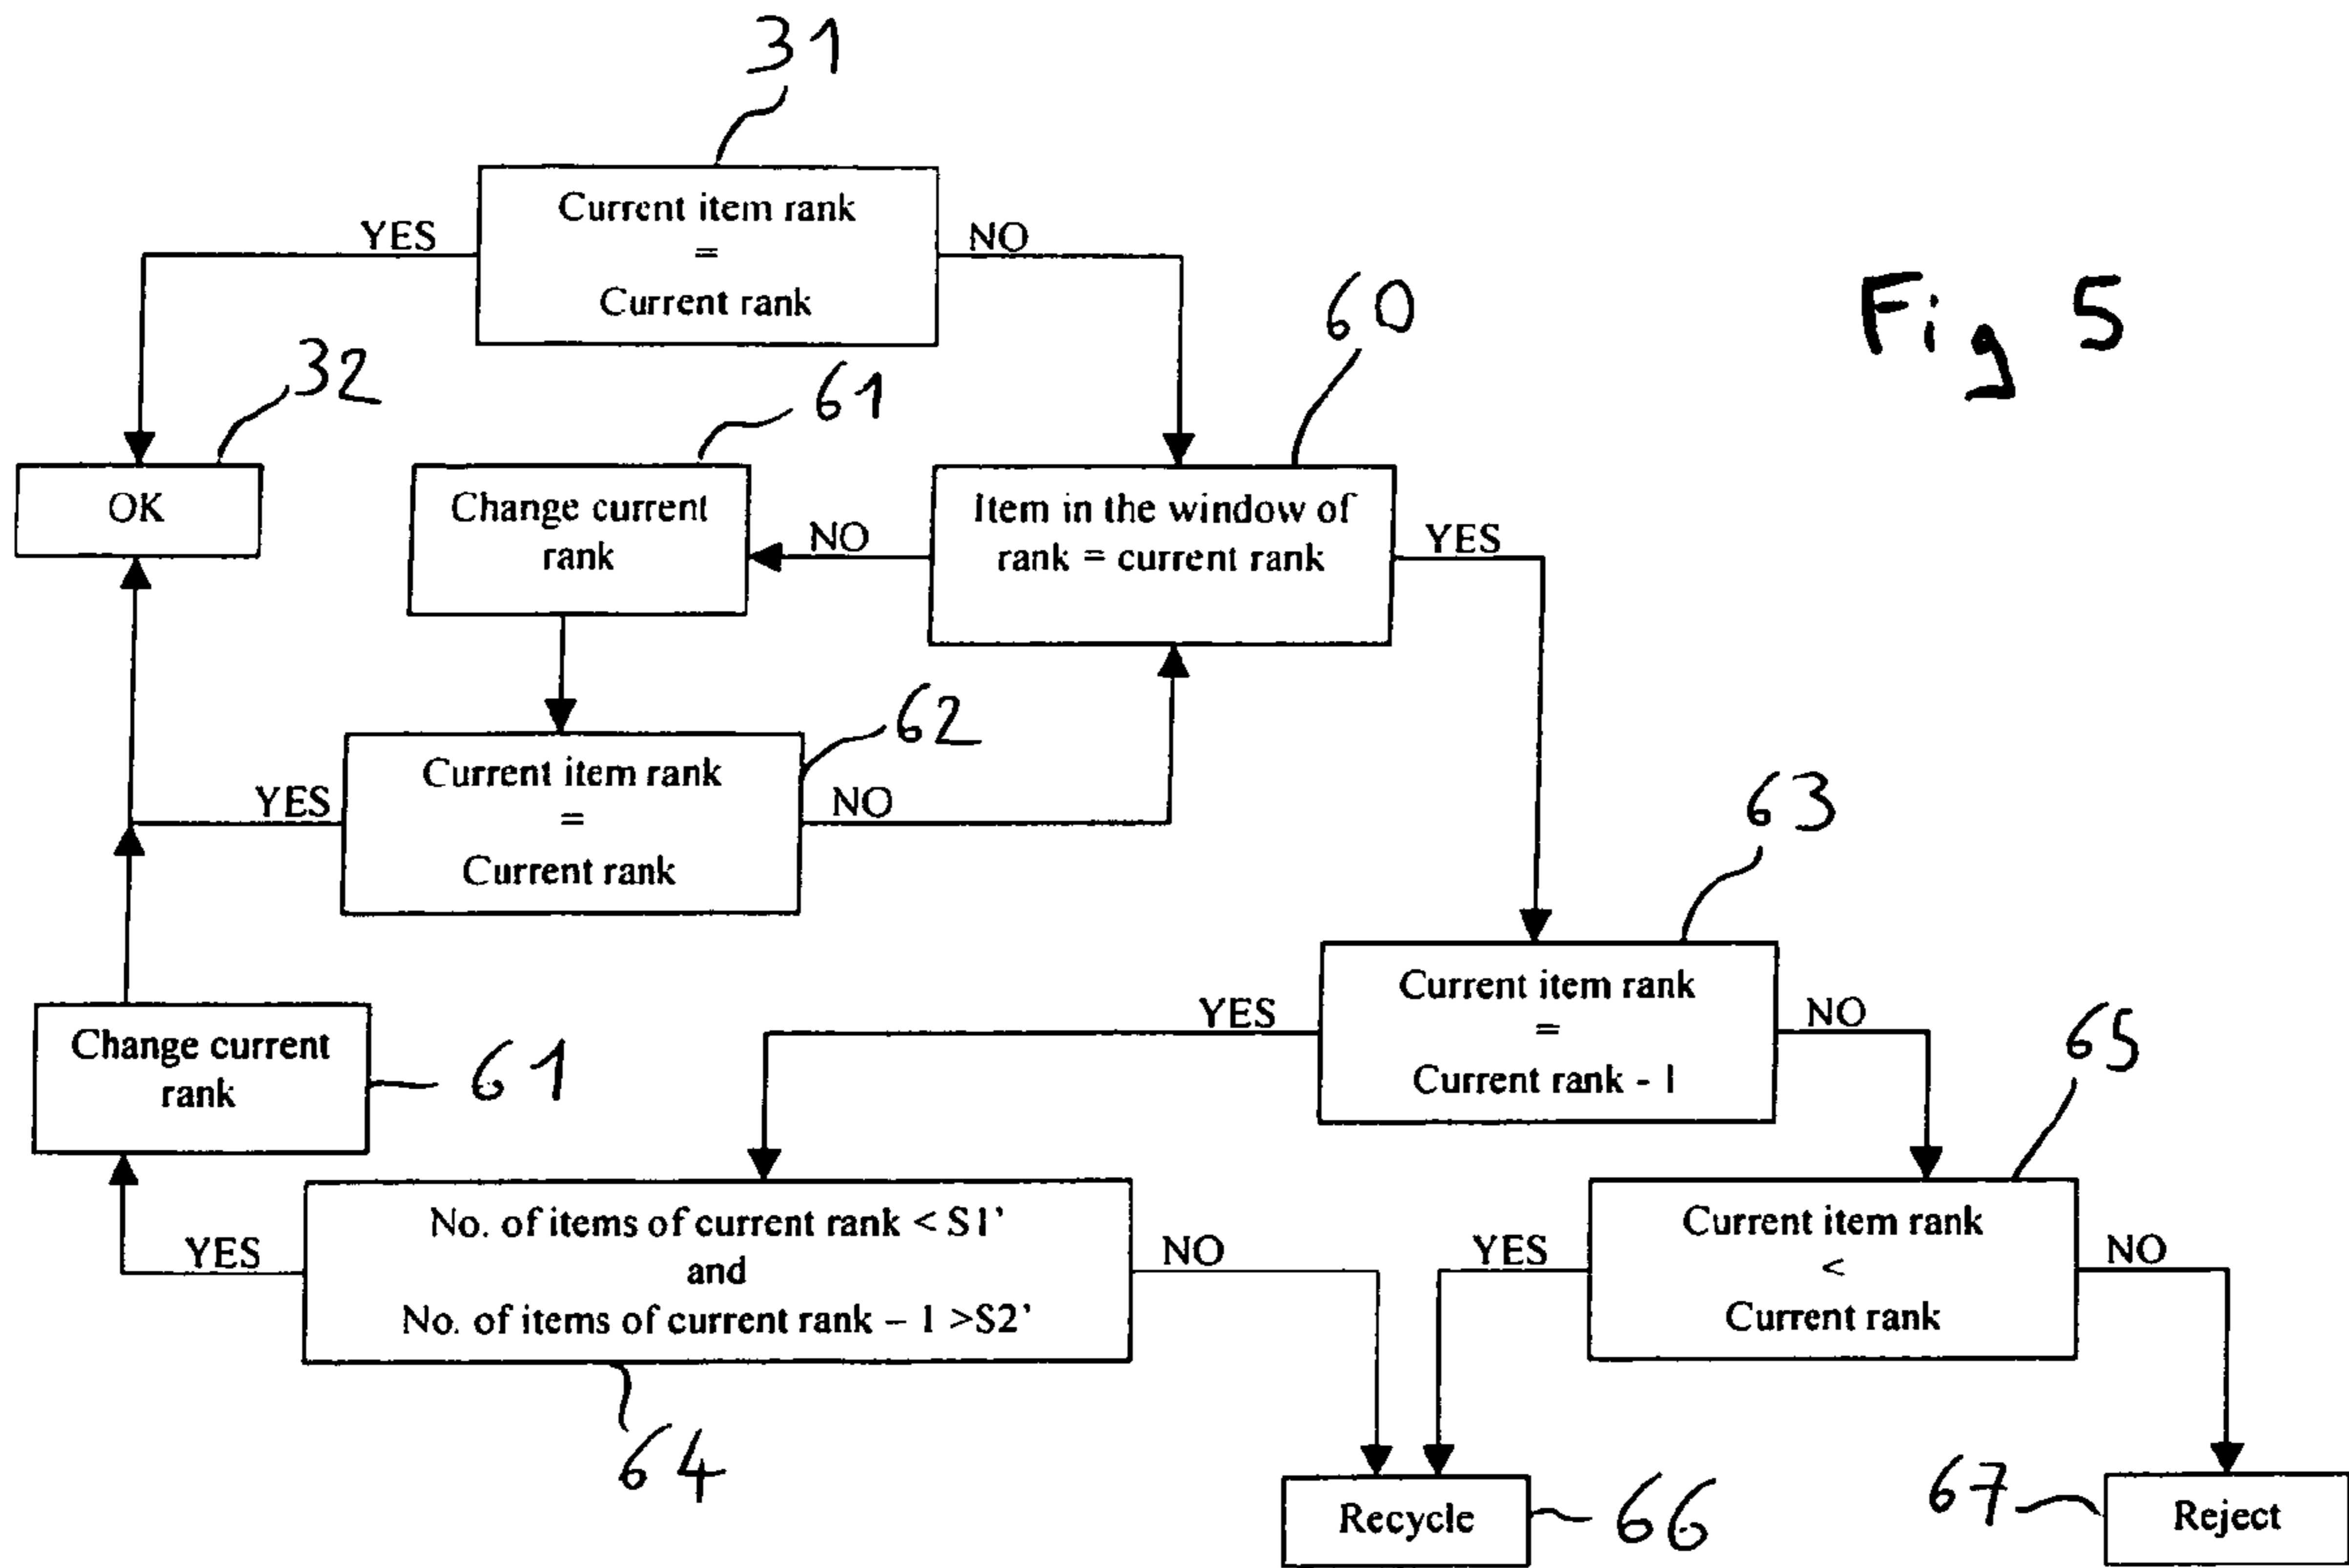 31
Current item rank
=
Current rank
YES
NO
Fig 5
60
32
61
OK
Change current
rank
NO
Item in the window of
rank = current rank
YES
62
Current item rank
=
Current rank
YES
NO
63
Current item rank
=
Current rank - 1
YES
NO
65
Change current
rank
61
No. of items of current rank < S1'
and
No. of items of current rank – 1 >S2'
YES
NO
Current item rank
<
Current rank
YES
NO
64
Recycle
66
67
Reject